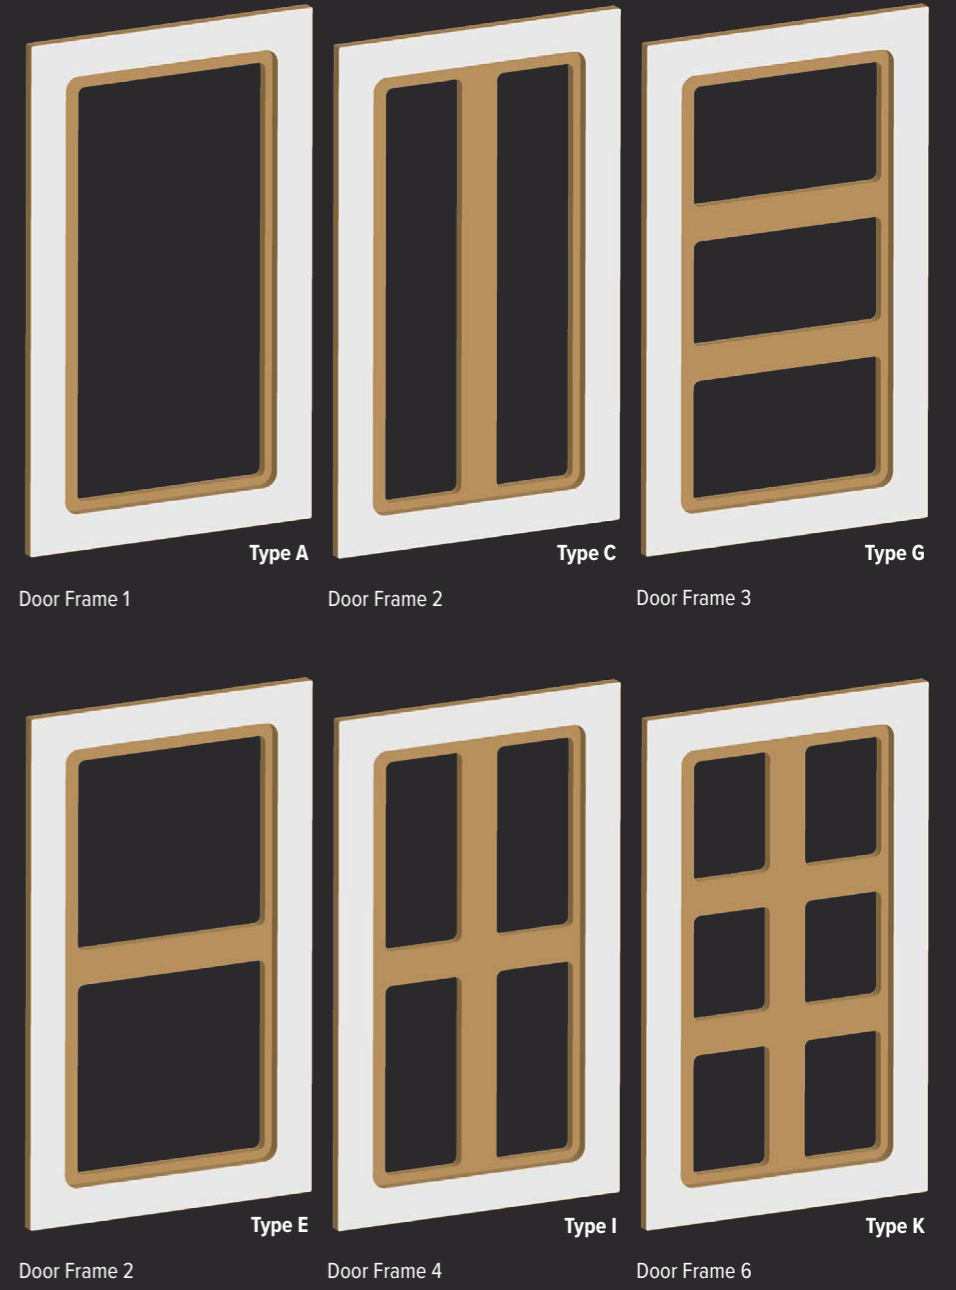 Type A
Type C
Type G
Door Frame 1
Door Frame 2
Door Frame 3
Type E
Type I
Type K
Door Frame 2
Door Frame 4
Door Frame 6